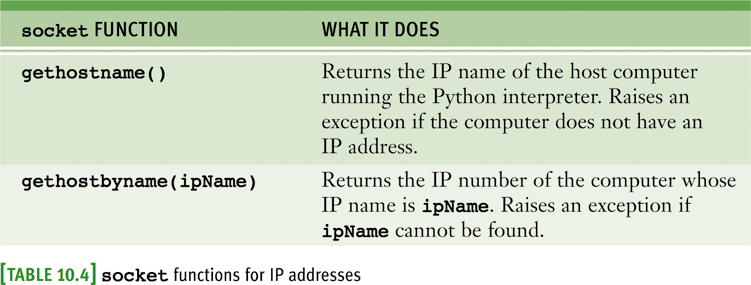 socket FUNCTION WHAT IT DOES
gethostname() Returns the IP name of the host computer
running the Python interpreter. Raises an
exception if the computer does not have an
IP address.
gethostbyname(ipName) Returns the IP number of the computer whose
IP name is ipName. Raises an exception if
ipName cannot be found.
[TABLE 10.4] socket functions for IP addresses